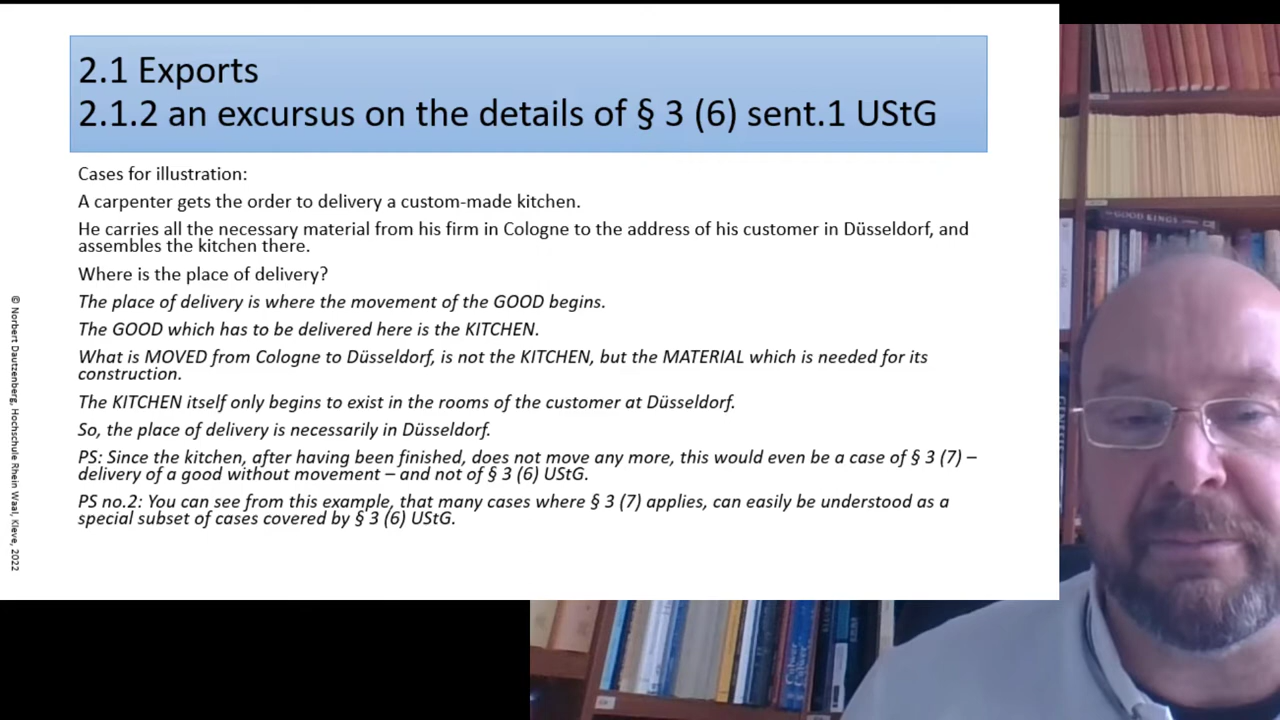 2.1 Exports
2.1.2 an excursus on the details of § 3 (6) sent.1 UStG
Cases for illustration:
A carpenter gets the order to delivery a custom-made kitchen.
He carries all the necessary material from his firm in Cologne to the address of his customer in Düsseldorf, and
assembles the kitchen there.
Where is the place of delivery?
The place of delivery is where the movement of the GOOD begins.
The GOOD which has to be delivered here is the KITCHEN.
What is MOVED from Cologne to Düsseldorf, is not the KITCHEN, but the MATERIAL which is needed for its
construction.
The KITCHEN itself only begins to exist in the rooms of the customer at Düsseldorf.
So, the place of delivery is necessarily in Düsseldorf.
PS: Since the kitchen, after having been finished, does not move any more, this would even be a case of § 3 (7) –
delivery of a good without movement – and not of § 3 (6) UStG.
PS no.2: You can see from this example, that many cases where § 3 (7) applies, can easily be understood as a
special subset of cases covered by § 3 (6) UStG.
© Norbert Dautzenberg, Hochschule Rhein Waal, Kleve, 2022
GOOD KINGS